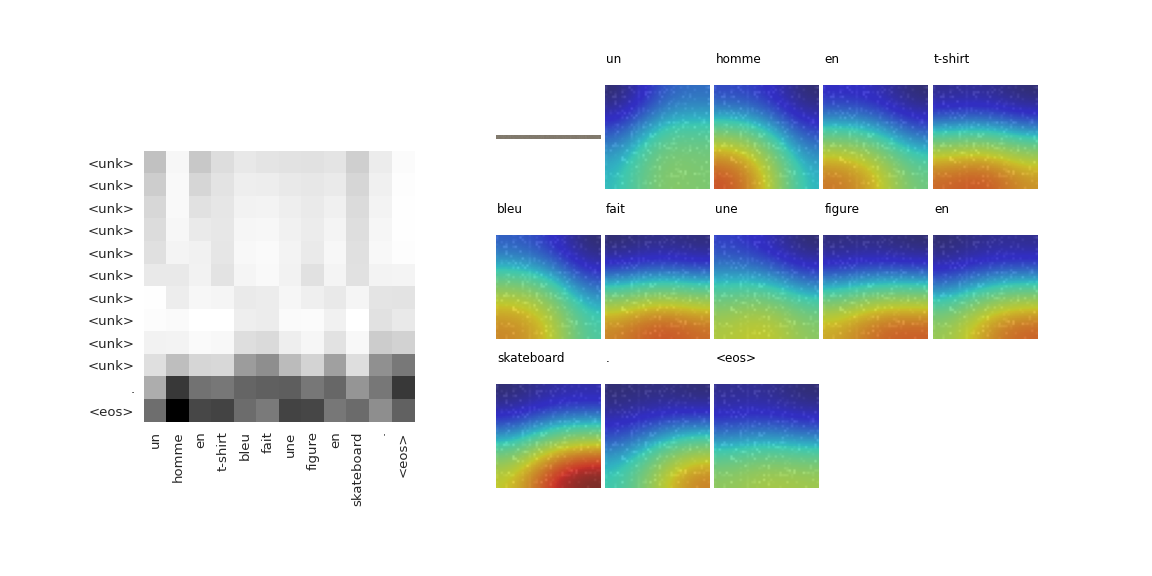 un homme en t-shirt
<unk>
<unk>
<unk>
<unk>
<unk>
<unk>
<unk>
<unk>
<unk>
<unk>
.
<eos>
un homme en t-shirt bleu fait une figure en skateboard . <eos>
bleu fait une figure en
skateboard . <eos>